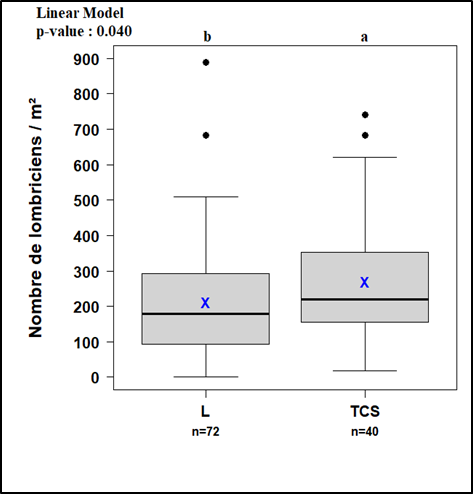 Linear Model
p-value : 0.040
b
a
Nombre de lombriciens / m²
900
800
700
600
500
400
300
200
100
0
X
X
L
TCS
n=72
n=40